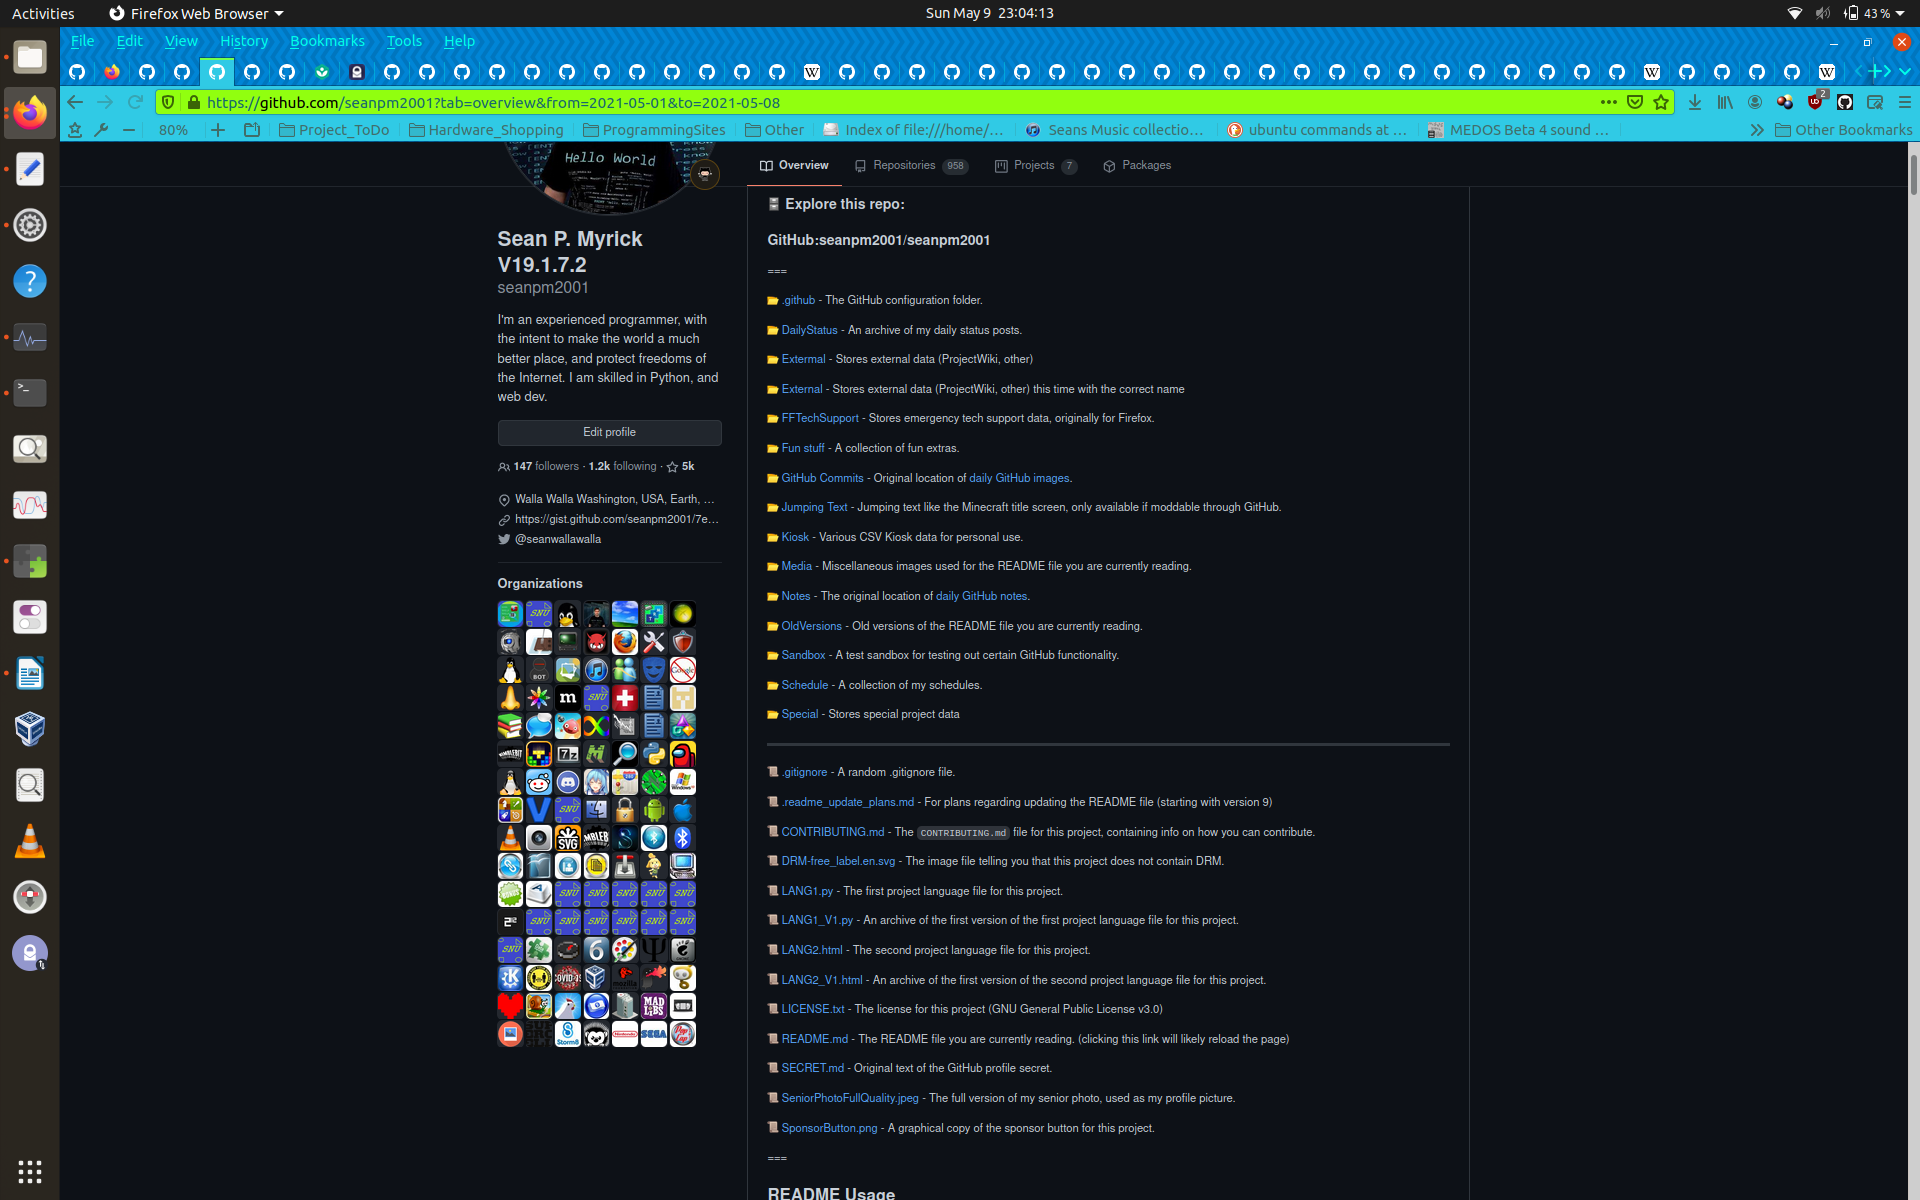 Activities
Firefox Web Browser
Sun May 9 23:04:13
43 %
File Edit View History Bookmarks Tools Help
https://github.com/seanpm2001?tab=overview&from=2021-05-01&to=2021-05-08
2
80%
Project_ToDo
Hardware_Shopping
ProgrammingSites
Other
Index of file:///home/...
Seans Music collectio...
ubuntu commands at ...
MEDOS Beta 4 sound ...
Other Bookmarks
Hello World
Overview
Repositories 958
Projects 7
Packages
Sean P. Myrick
V19.1.7.2
seanpm2001
I'm an experienced programmer, with
the intent to make the world a much
better place, and protect freedoms of
the Internet. I am skilled in Python, and
web dev.
Edit profile
147 followers · 1.2k following · 5k
Walla Walla Washington, USA, Earth, ...
https://gist.github.com/seanpm2001/7e...
@seanwallawalla
Organizations
Explore this repo:
GitHub:seanpm2001/seanpm2001
===
.github - The GitHub configuration folder.
DailyStatus - An archive of my daily status posts.
Extermal - Stores external data (ProjectWiki, other)
External - Stores external data (ProjectWiki, other) this time with the correct name
FFTechSupport - Stores emergency tech support data, originally for Firefox.
Fun stuff - A collection of fun extras.
GitHub Commits - Original location of daily GitHub images.
Jumping Text - Jumping text like the Minecraft title screen, only available if moddable through GitHub.
Kiosk - Various CSV Kiosk data for personal use.
Media - Miscellaneous images used for the README file you are currently reading.
Notes - The original location of daily GitHub notes.
OldVersions - Old versions of the README file you are currently reading.
Sandbox - A test sandbox for testing out certain GitHub functionality.
Schedule - A collection of my schedules.
Special - Stores special project data
.gitignore - A random .gitignore file.
.readme_update_plans.md - For plans regarding updating the README file (starting with version 9)
CONTRIBUTING.md - The CONTRIBUTING.md file for this project, containing info on how you can contribute.
DRM-free_label.en.svg - The image file telling you that this project does not contain DRM.
LANG1.py - The first project language file for this project.
LANG1_V1.py - An archive of the first version of the first project language file for this project.
LANG2.html - The second project language file for this project.
LANG2_V1.html - An archive of the first version of the second project language file for this project.
LICENSE.txt - The license for this project (GNU General Public License v3.0)
README.md - The README file you are currently reading. (clicking this link will likely reload the page)
SECRET.md - Original text of the GitHub profile secret.
SeniorPhotoFullQuality.jpeg - The full version of my senior photo, used as my profile picture.
SponsorButton.png - A graphical copy of the sponsor button for this project.
===
README Usage